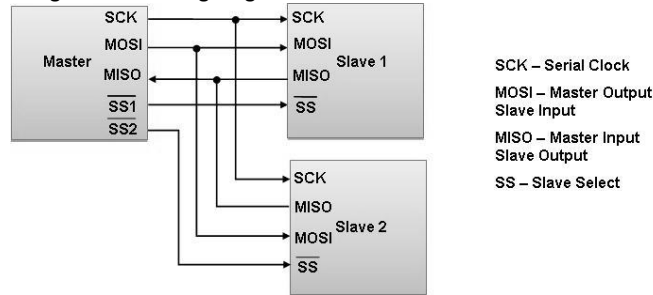 SCK
MOSI
Master
MISO
SS1
SS2
SCK
MOSI
Slave 1
MISO
SS
SCK
MISO
Slave 2
MOSI
SS
SCK – Serial Clock
MOSI – Master Output
Slave Input
MISO – Master Input
Slave Output
SS – Slave Select